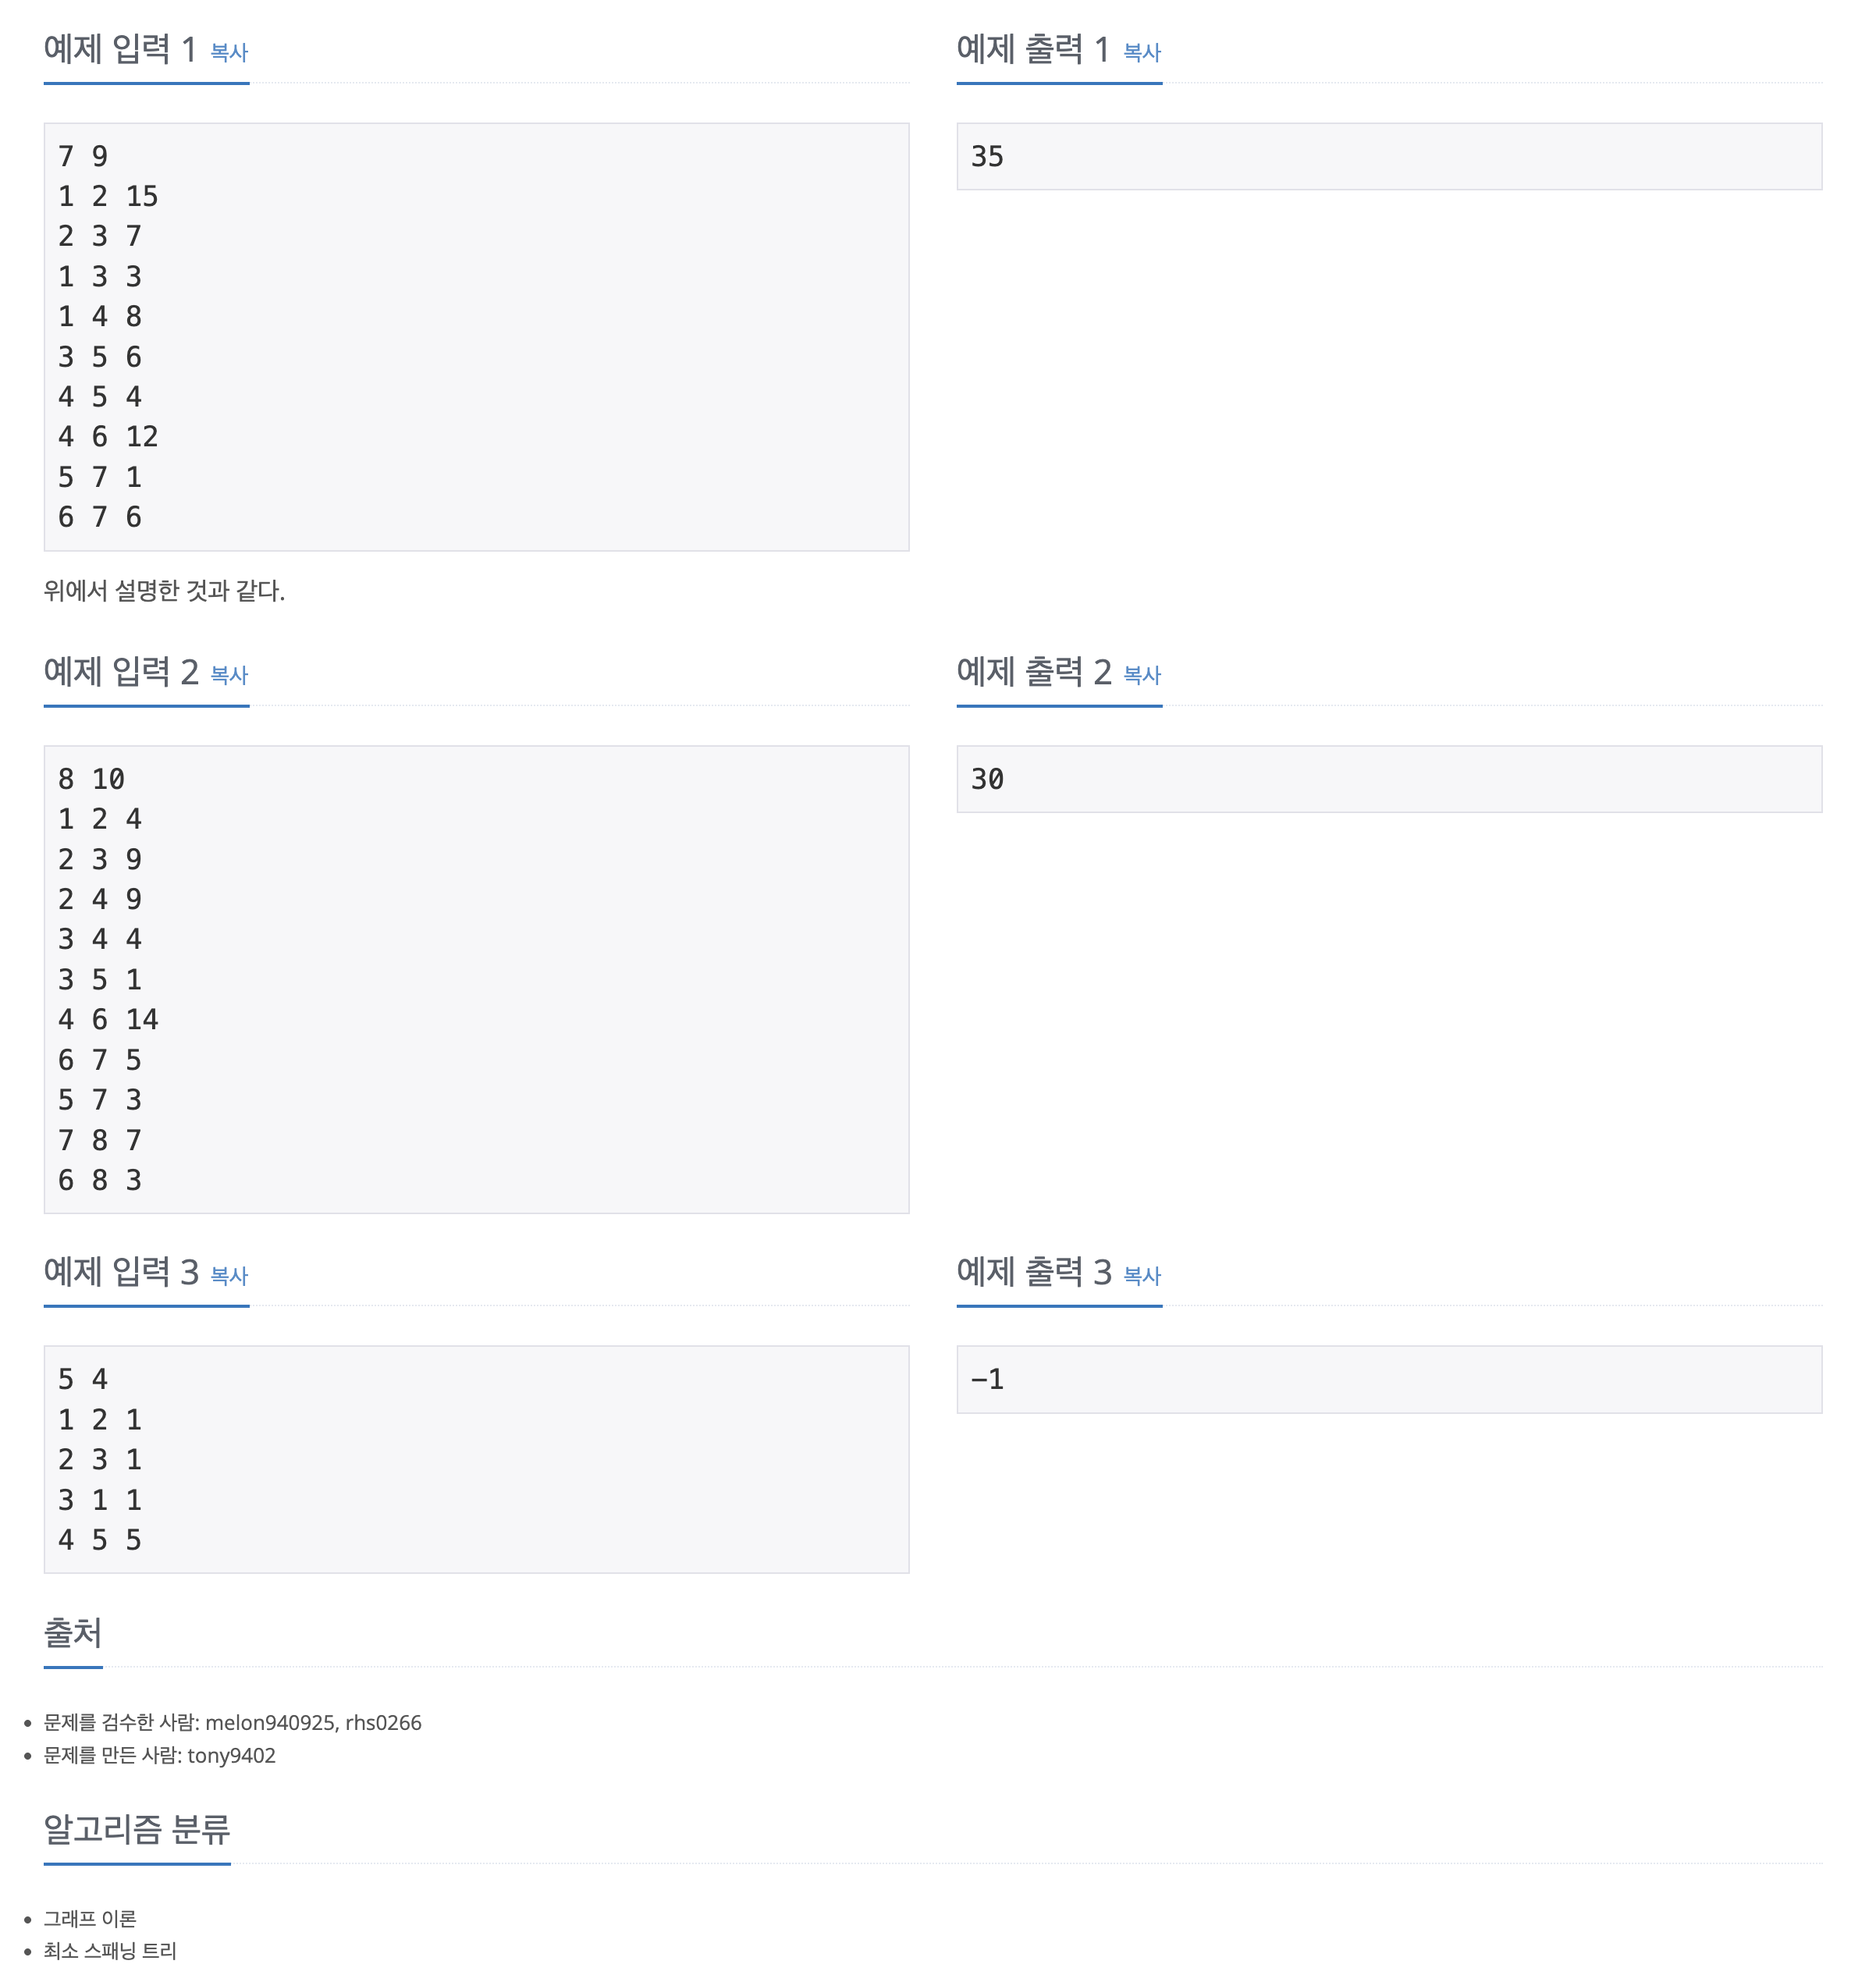 예제 입력 1 복사
7 9
1 2 15
2 3 7
1 3 3
1 4 8
3 5 6
4 5 4
4 6 12
5 7 1
6 7 6
예제 출력 1 복사
35
위에서 설명한 것과 같다.
예제 입력 2 복사
8 10
1 2 4
2 3 9
2 4 9
3 4 4
3 5 1
4 6 14
6 7 5
5 7 3
7 8 7
6 8 3
예제 출력 2 복사
30
예제 입력 3 복사
5 4
1 2 1
2 3 1
3 1 1
4 5 5
예제 출력 3 복사
-1
출처
문제를 검수한 사람: melon940925, rhs0266
문제를 만든 사람: tony9402
알고리즘 분류
그래프 이론
최소 스패닝 트리